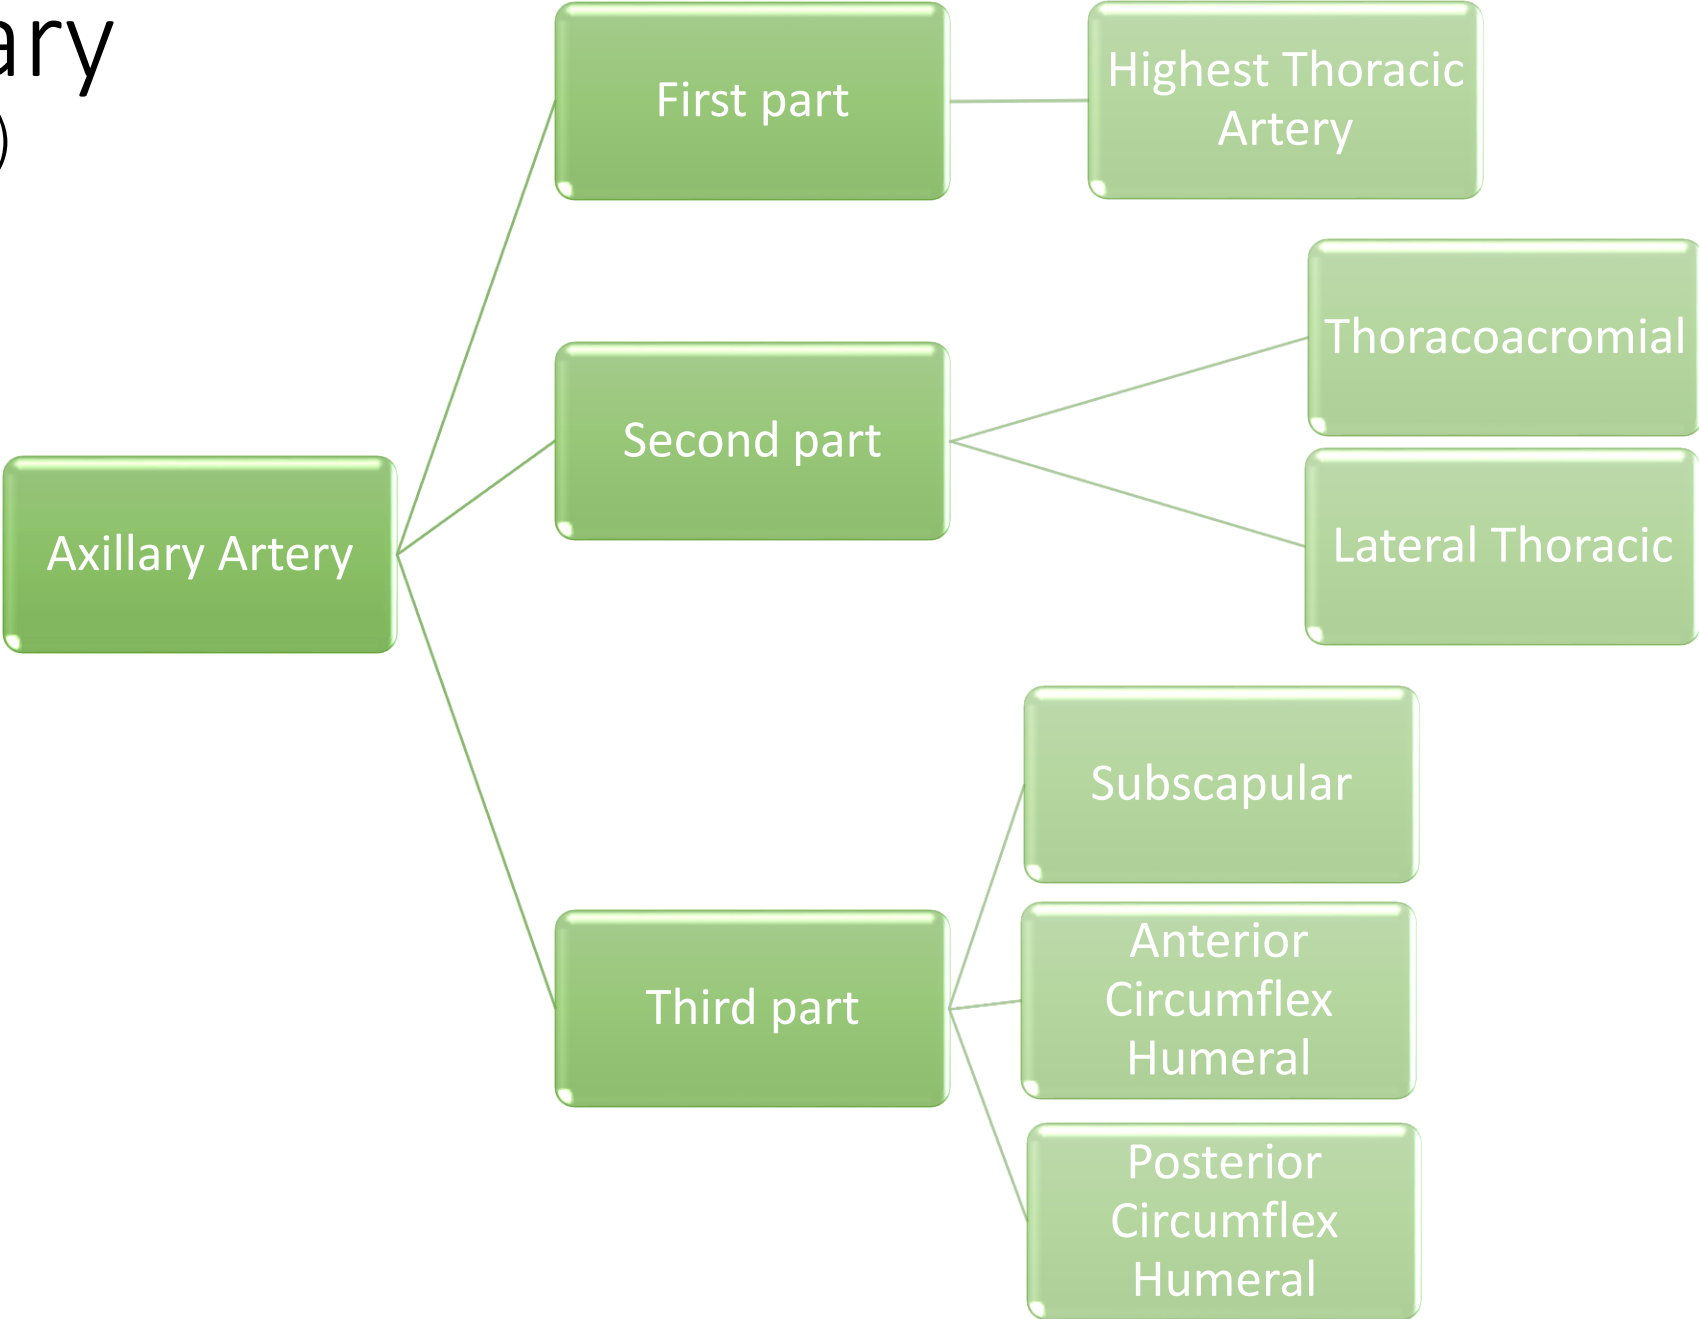 First part
Highest Thoracic
Artery
Second part
Thoracoacromial
Lateral Thoracic
Axillary Artery
Third part
Subscapular
Anterior
Circumflex
Humeral
Posterior
Circumflex
Humeral